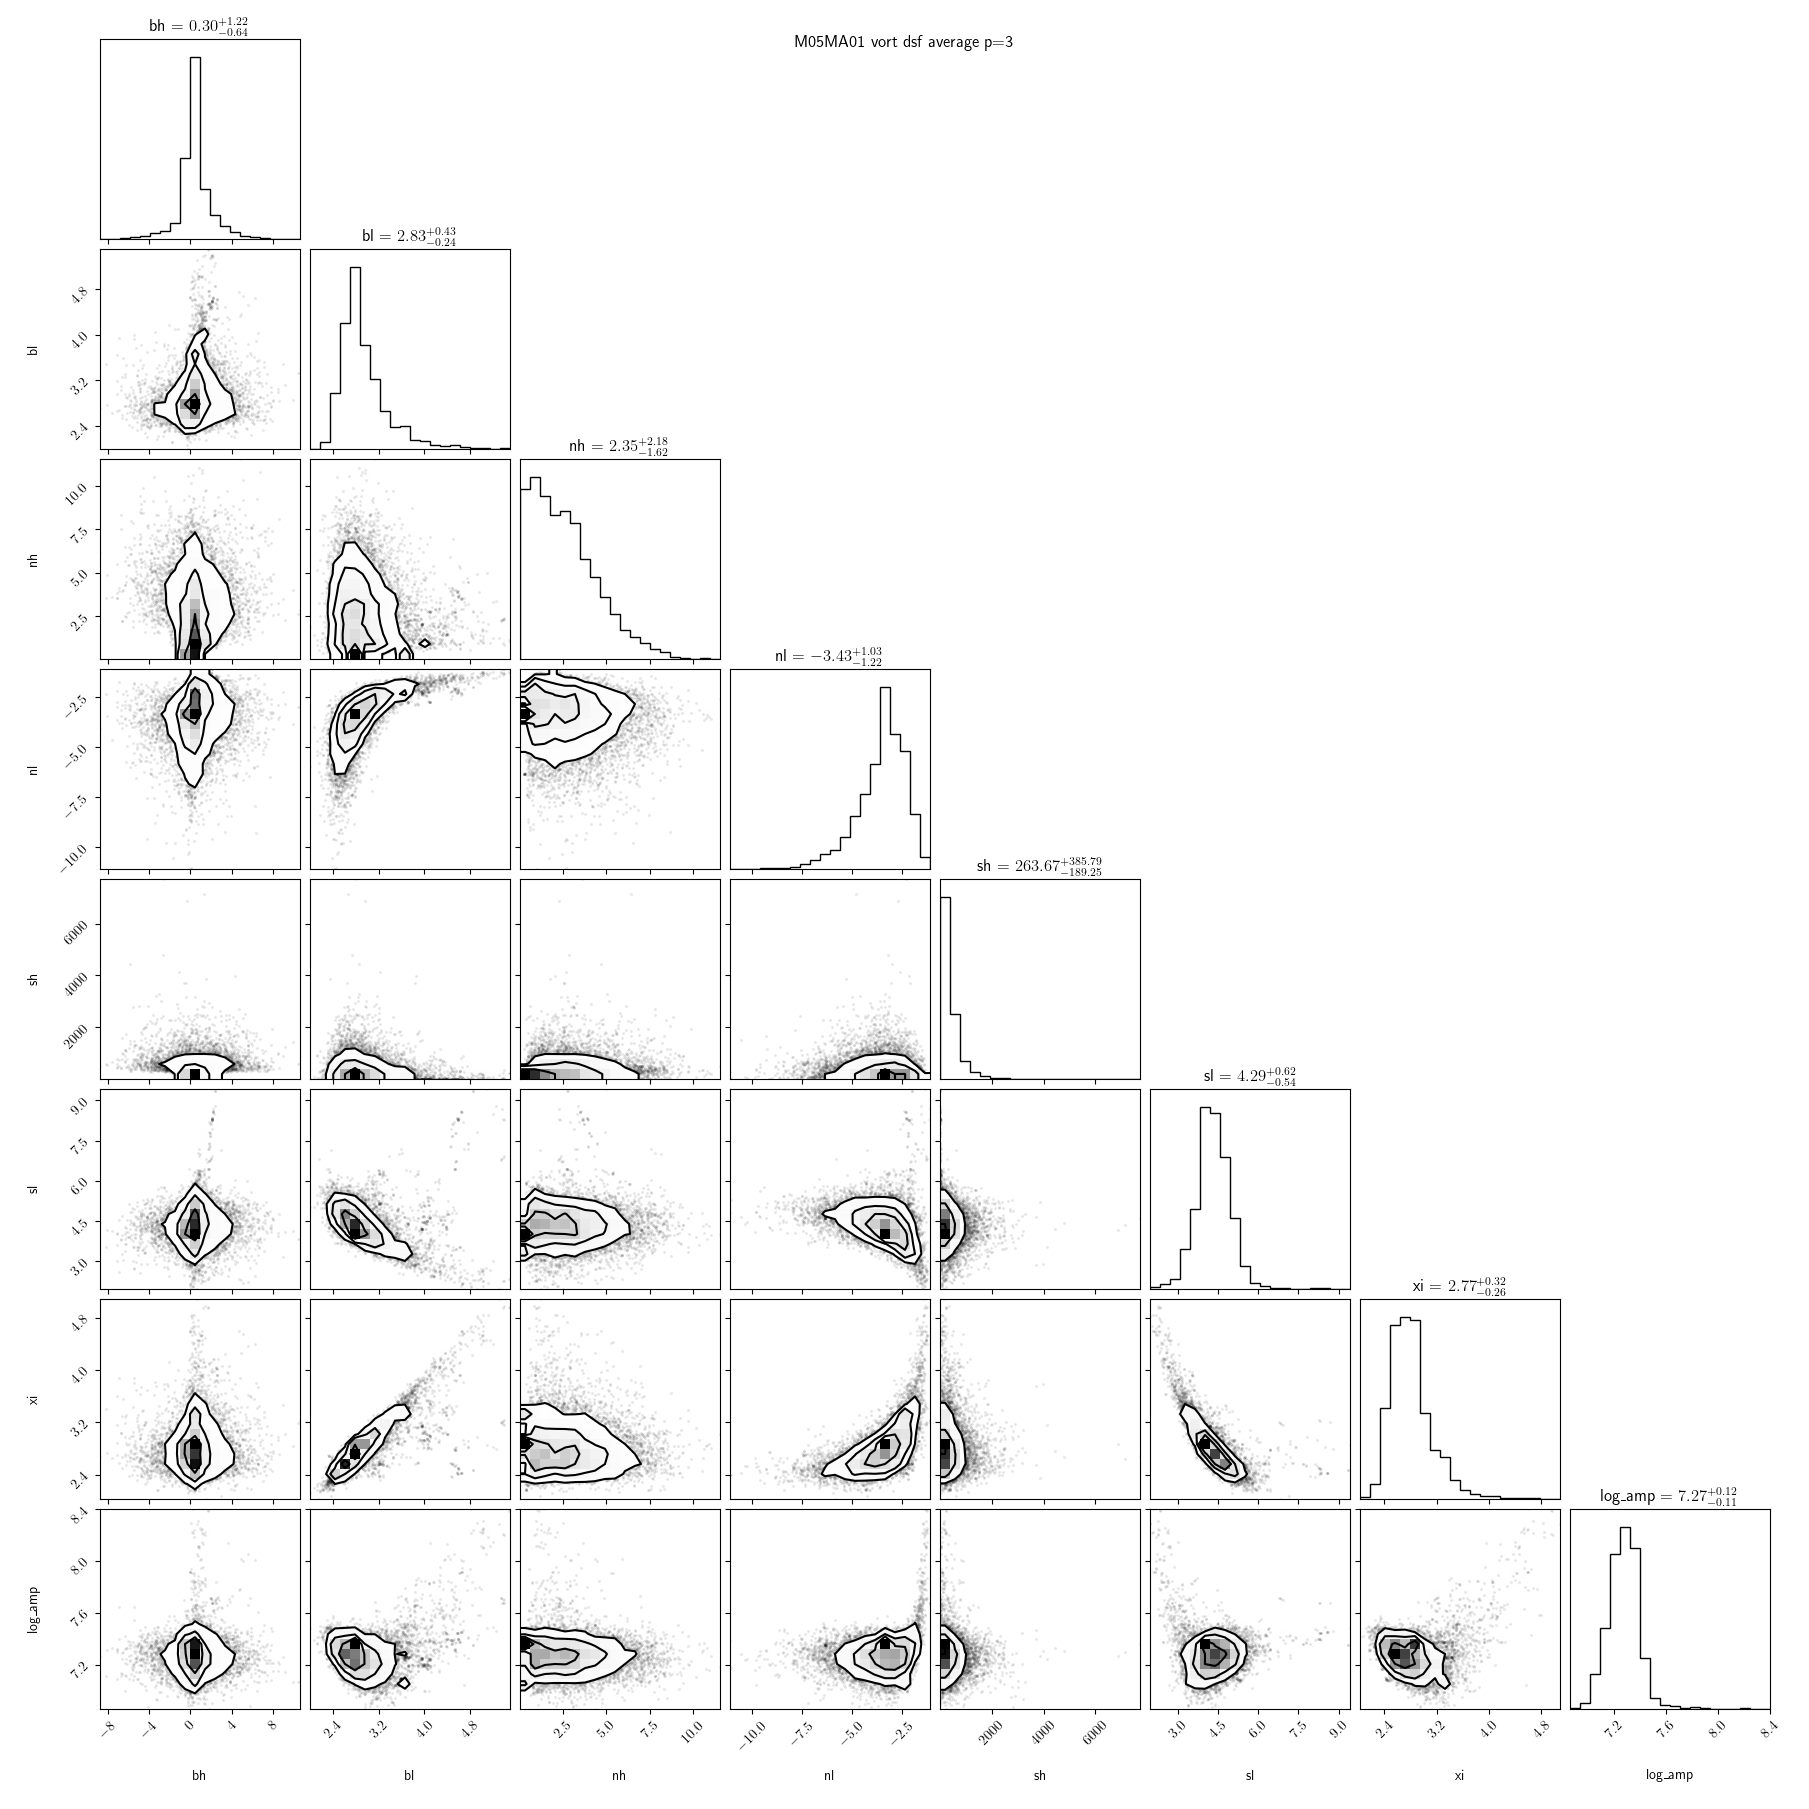 bh = 0.30^{+1.22}_{-0.64}
M05MA01 vort dsf average p=3
bl = 2.83^{+0.43}_{-0.24}
4.8
4.0
3.2
2.4
bl
nh = 2.35^{+2.18}_{-1.62}
10.0
7.5
5.0
2.5
nh
nl = −3.43^{+1.03}_{-1.22}
−2.5
−5.0
−7.5
−10.0
nl
sh = 263.67^{+385.79}_{-189.25}
6000
4000
2000
sh
sl = 4.29^{+0.62}_{-0.54}
9.0
7.5
6.0
4.5
3.0
sl
xi = 2.77^{+0.32}_{-0.26}
4.8
4.0
3.2
2.4
xi
log_amp = 7.27^{+0.12}_{-0.11}
8.4
8.0
7.6
7.2
log_amp
−8 −4 0 4 8 2.4 3.2 4.0 4.8 2.5 5.0 7.5 10.0 −10.0 −7.5 −5.0 −2.5 2000 4000 6000 3.0 4.5 6.0 7.5 9.0 2.4 3.2 4.0 4.8 7.2 7.6 8.0 8.4
bh bl nh nl sh sl xi log_amp